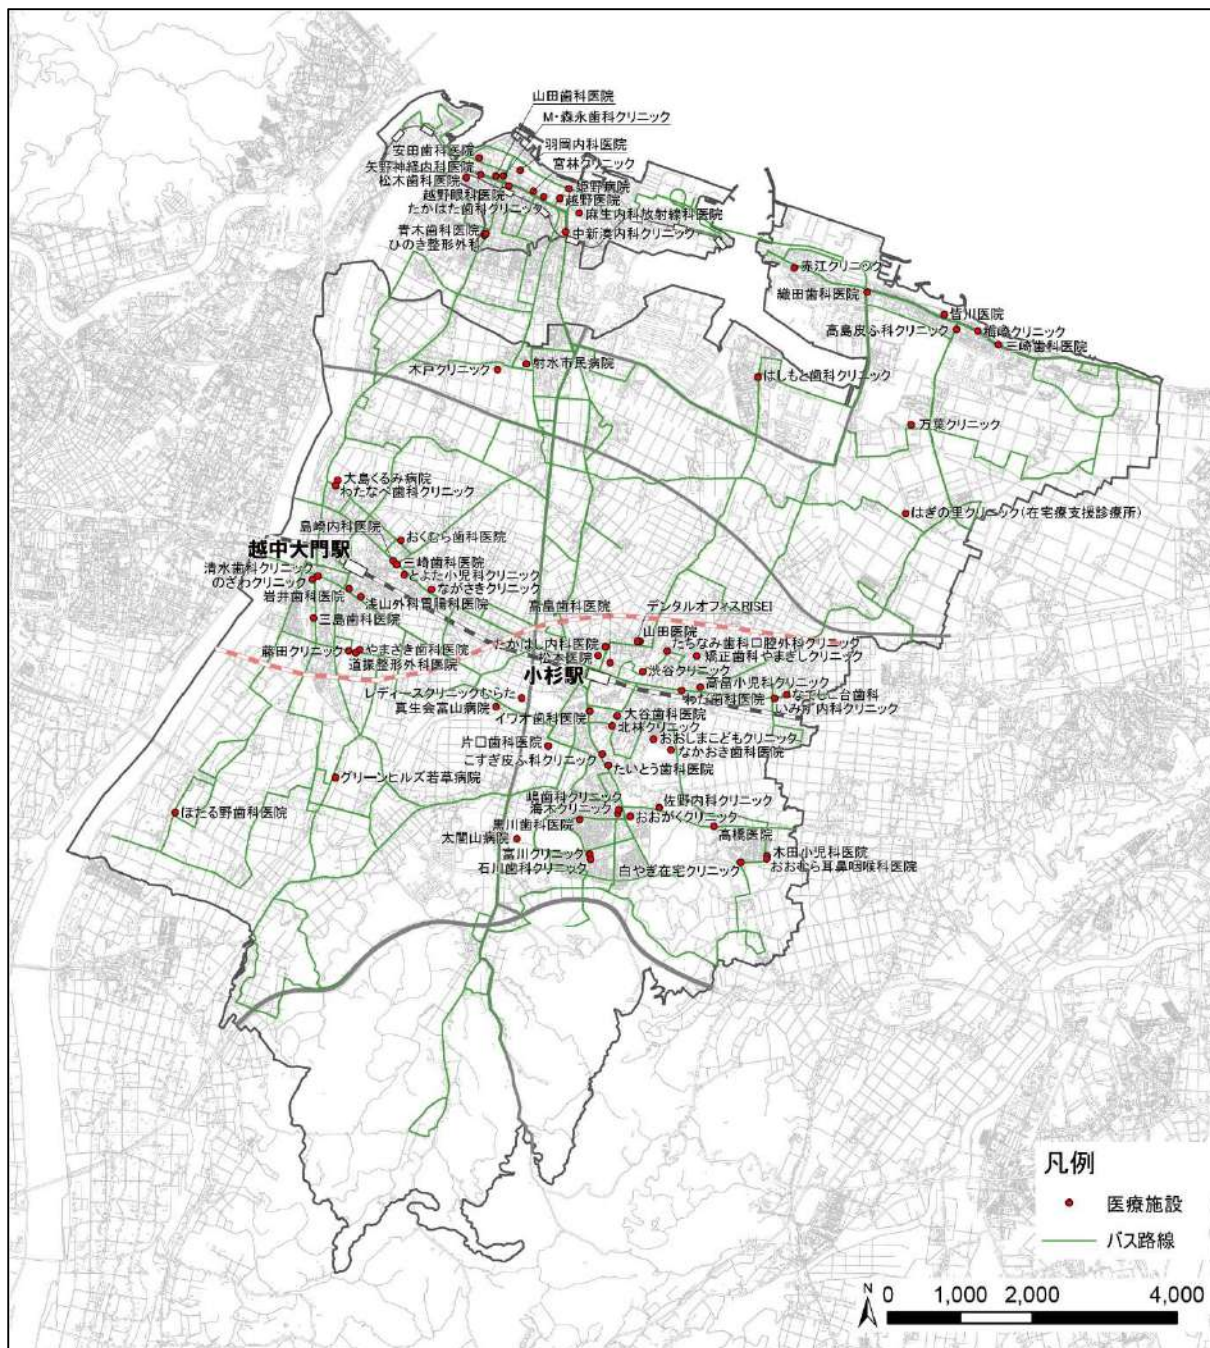 山田歯科医院
M・森永歯科クリニック
羽岡内科医院
安田歯科医院
宮林クリニック
矢野神経内科医院
松木歯科医院
姫野病院
越野眼科医院
越野医院
たかはた歯科クリニック
麻生内科放射線科医院
青木歯科医院
中新湊内科クリニック
ひのき整形外科
赤江クリニック
織田歯科医院
皆川医院
高島皮ふ科クリニック
三崎歯科医院
射水市民病院
木戸クリニック
はしもと歯科クリニック
万葉クリニック
大島くるみ病院
わたなべ歯科クリニック
はぎの里クリニック(在宅療支援診療所)
島崎内科医院
おくむら歯科医院
越中大門駅
三崎歯科医院
清水歯科クリニック
とよた小児科クリニック
のざわクリニック
ながさきクリニック
岩井歯科医院
浅山外科胃腸科医院
三島歯科医院
高畠歯科医院
デンタルオフィスRISEI
山田医院
たかはし内科医院
たちなみ歯科口腔外科クリニック
藤田クリニック
やまざき歯科医院
松本医院
矯正歯科やまぎしクリニック
道振整形外科医院
小杉駅
渋谷クリニック
高畠小児科クリニック
レディースクリニックむらた
わた歯科医院
なでしこ台歯科
真生会富山病院
いみず内科クリニック
イワオ歯科医院
大谷歯科医院
北林クリニック
おおしまこどもクリニック
片口歯科医院
なかおき歯科医院
こすぎ皮ふ科クリニック
たいとう歯科医院
グリーンヒルズ若草病院
嶋歯科クリニック
佐野内科クリニック
ほたる野歯科医院
海木クリニック
おおがくクリニック
黒川歯科医院
高橋医院
太閤山病院
富川クリニック
木田小児科医院
石川歯科クリニック
白やぎ在宅クリニック
おおむら耳鼻咽喉科医院
凡例
医療施設
バス路線
N
0 1,000 2,000 4,000